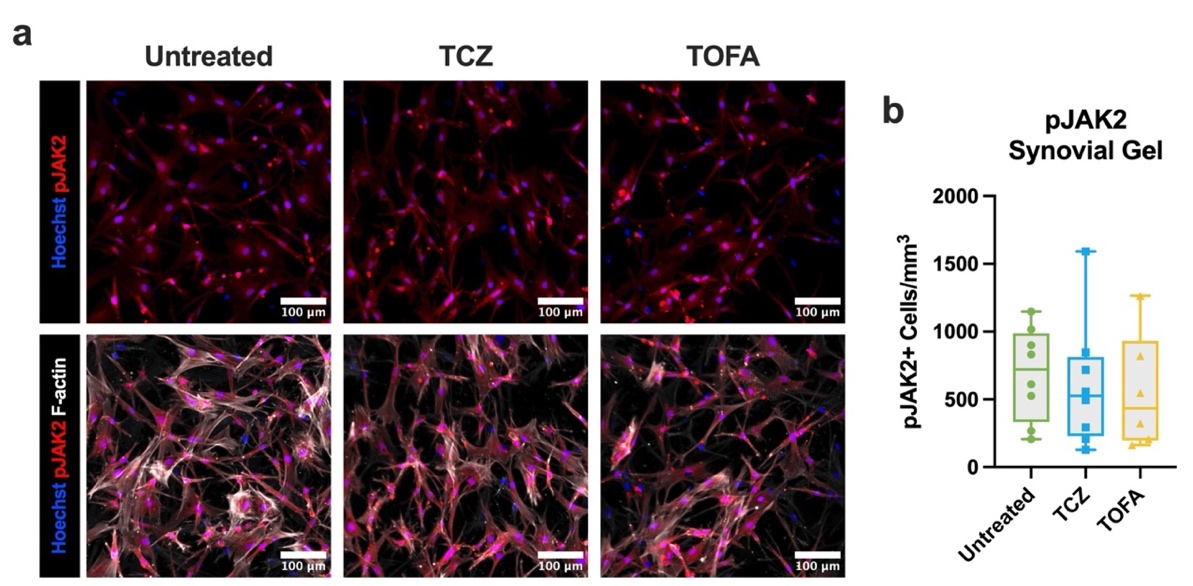 a
Untreated
TCZ
TOFA
Hoechst pJAK2
100 µm
100 µm
100 µm
Hoechst pJAK2 F-actin
100 µm
100 µm
100 µm
b
pJAK2
Synovial Gel
pJAK2+ Cells/mm³
2000
1500
1000
500
0
Untreated
TCZ
TOFA